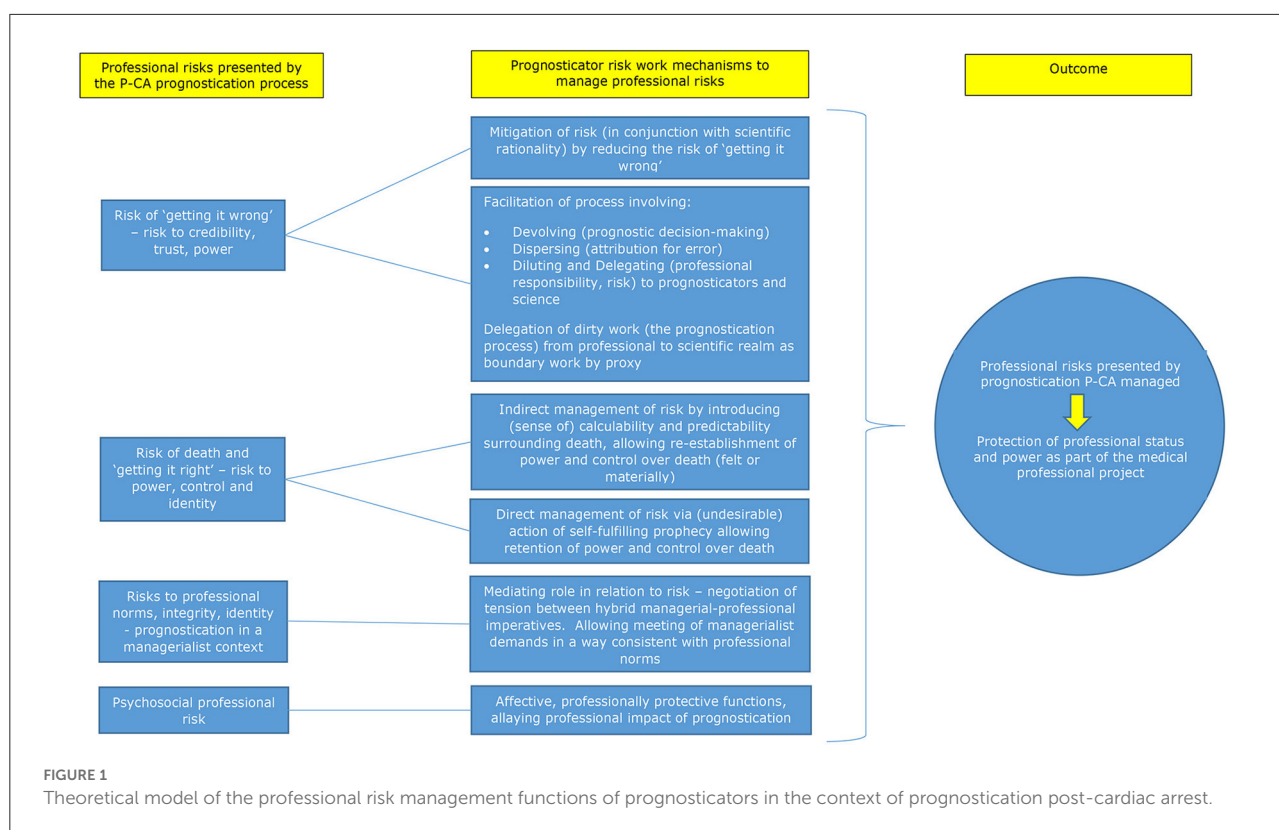 Professional risks presented by
the P-CA prognostication process
Prognosticator risk work mechanisms to
manage professional risks
Outcome
Risk of 'getting it wrong'
– risk to credibility,
trust, power
Mitigation of risk (in conjunction with scientific
rationality) by reducing the risk of 'getting it
wrong'
Facilitation of process involving:
• Devolving (prognostic decision-making)
• Dispersing (attribution for error)
• Diluting and Delegating (professional
responsibility, risk) to prognosticators and
science
Delegation of dirty work (the prognostication
process) from professional to scientific realm as
boundary work by proxy
Risk of death and
'getting it right' – risk to
power, control and
identity
Indirect management of risk by introducing
(sense of) calculability and predictability
surrounding death, allowing re-establishment of
power and control over death (felt or
materially)
Direct management of risk via (undesirable)
action of self-fulfilling prophecy allowing
retention of power and control over death
Risks to professional
norms, integrity, identity
- prognostication in a
managerialist context
Mediating role in relation to risk – negotiation of
tension between hybrid managerial-professional
imperatives. Allowing meeting of managerialist
demands in a way consistent with professional
norms
Psychosocial professional
risk
Affective, professionally protective functions,
allaying professional impact of prognostication
Professional risks presented by
prognostication P-CA managed
Protection of professional status
and power as part of the medical
professional project
FIGURE 1
Theoretical model of the professional risk management functions of prognosticators in the context of prognostication post-cardiac arrest.